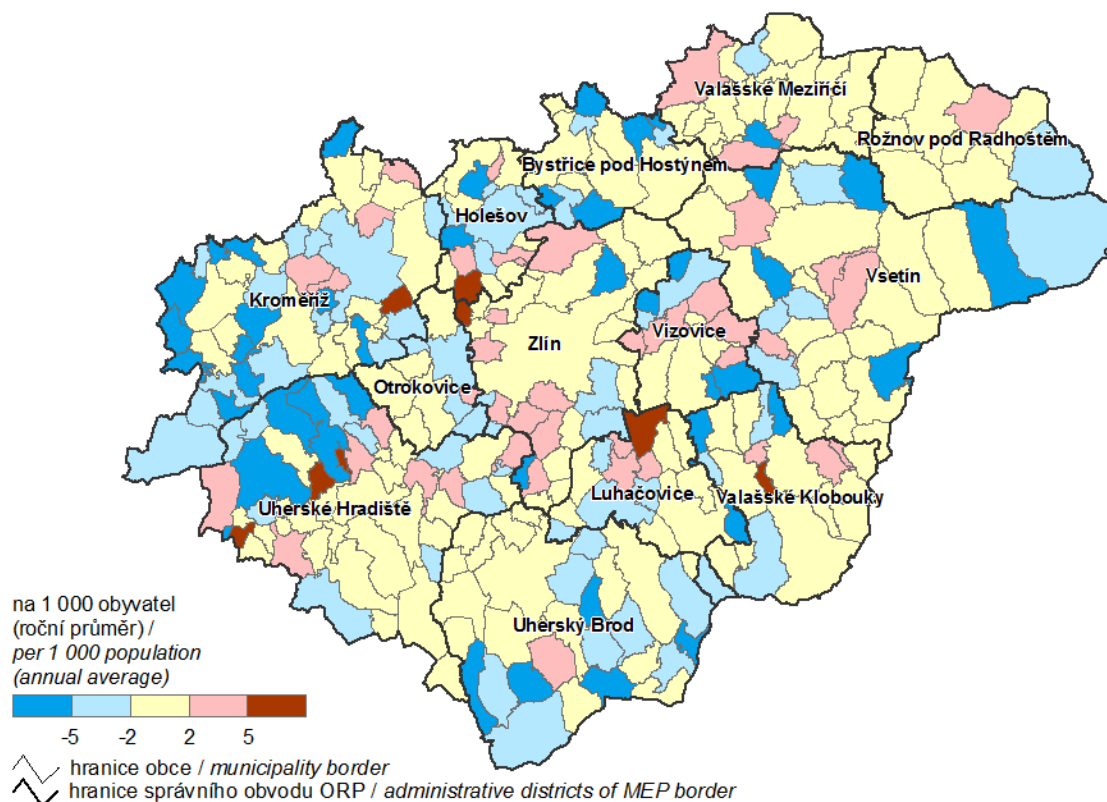 Valašské Meziříčí
Rožnov pod Radhoštěm
Bystřice pod Hostýnem
Holešov
Vsetín
Kroměříž
Vizovice
Zlín
Otrokovice
Luhačovice
Valašské Klobouky
Uherské Hradiště
Uherský Brod
na 1 000 obyvatel
(roční průměr) /
per 1 000 population
(annual average)
-5 -2 2 5
hranice obce / municipality border
hranice správního obvodu ORP / administrative districts of MEP border